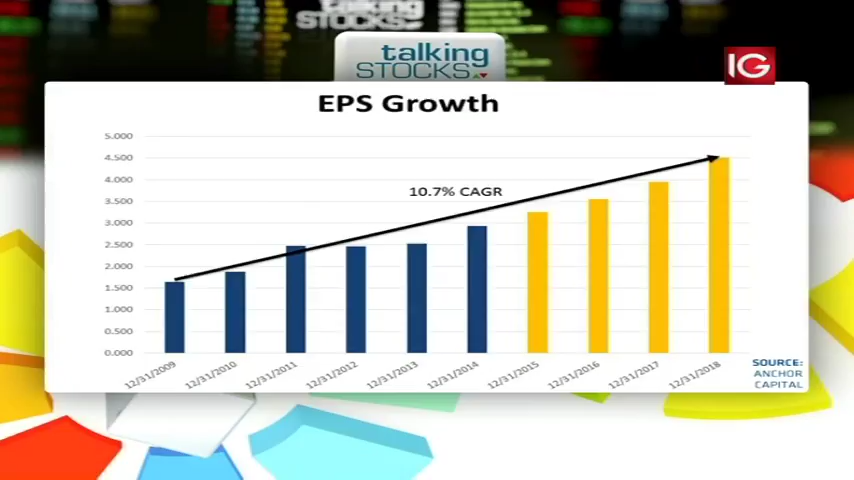 talking
STOCKS
talking
STOCKS
IG
EPS Growth
5.000
4.500
4.000
3.500
3.000
2.500
2.000
1.500
1.000
0.500
0.000
10.7% CAGR
12/31/2009
12/31/2010
12/31/2011
12/31/2012
12/31/2013
12/31/2014
12/31/2015
12/31/2016
12/31/2017
12/31/2018
SOURCE:
ANCHOR
CAPITAL